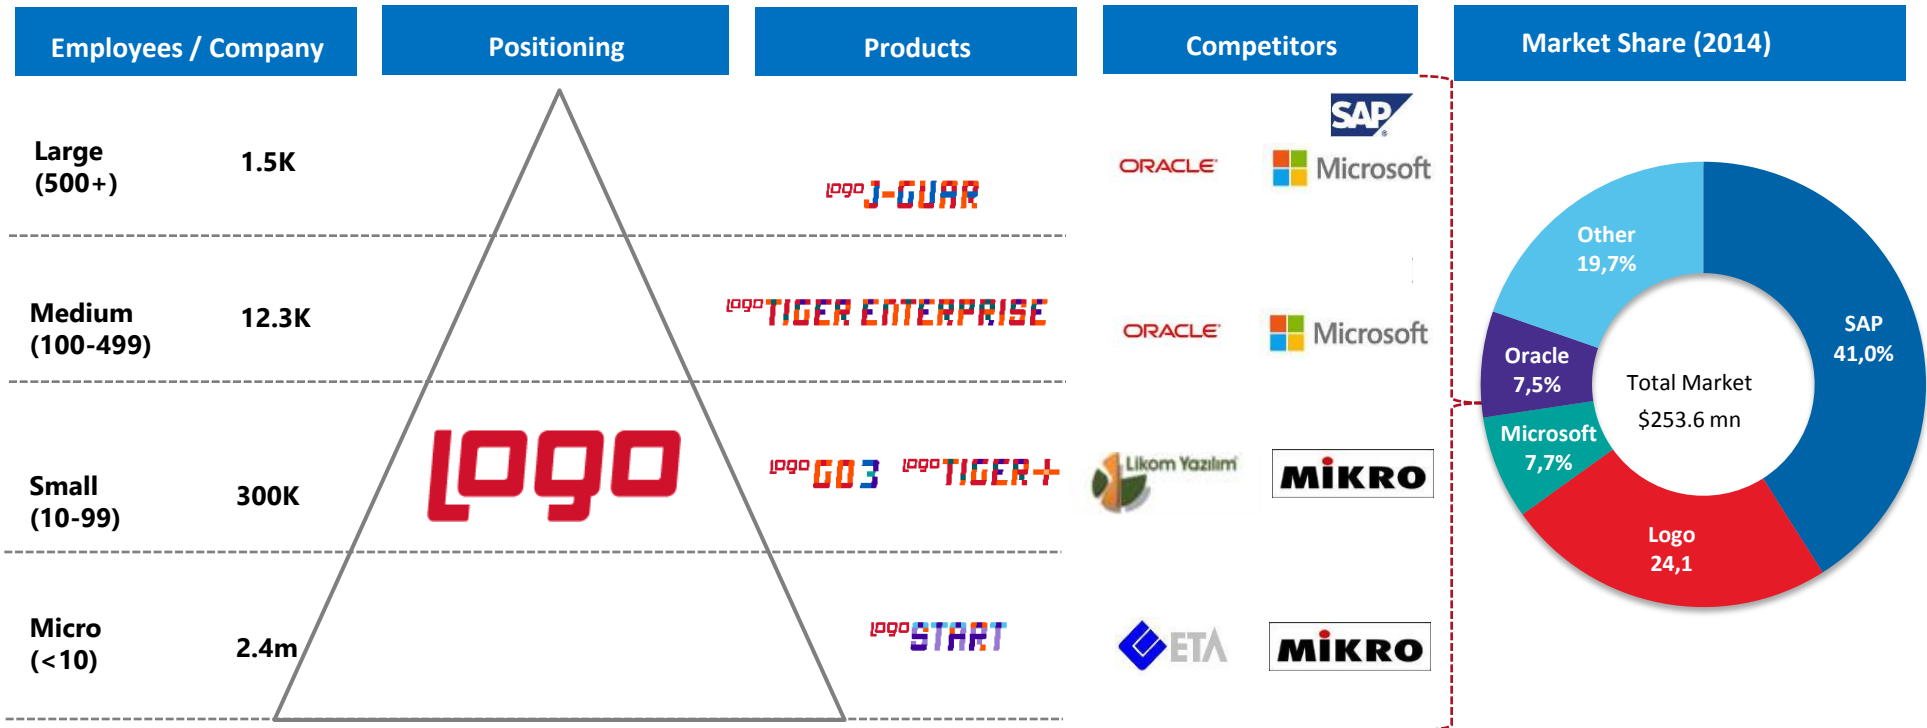 Employees / Company
Positioning
Products
Competitors
Market Share (2014)
Large
(500+)
1.5K
LOGO J-GUAR
SAP
®
ORACLE
Microsoft
Medium
(100-499)
12.3K
LOGO TIGER ENTERPRISE
ORACLE
Microsoft
Small
(10-99)
300K
LOGO
LOGO GO 3
LOGO TIGER+
Likom Yazılım
MİKRO
Micro
(<10)
2.4m
LOGO START
ETA
MİKRO
Other
19,7%
SAP
41,0%
Oracle
7,5%
Total Market
$253.6 mn
Microsoft
7,7%
Logo
24,1